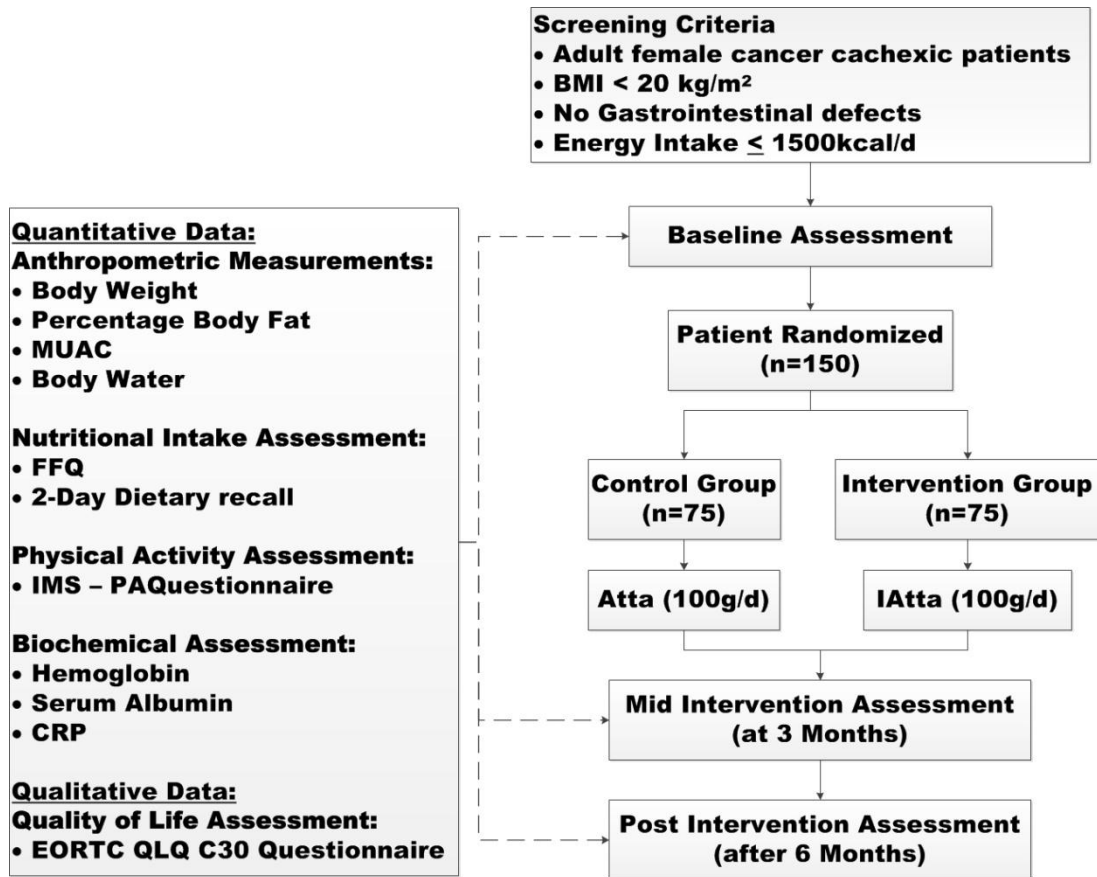 Screening Criteria
• Adult female cancer cachexic patients
• BMI < 20 kg/m²
• No Gastrointestinal defects
• Energy Intake ≤ 1500kcal/d
Quantitative Data:
Anthropometric Measurements:
• Body Weight
• Percentage Body Fat
• MUAC
• Body Water
Nutritional Intake Assessment:
• FFQ
• 2-Day Dietary recall
Physical Activity Assessment:
• IMS – PAQuestionnaire
Biochemical Assessment:
• Hemoglobin
• Serum Albumin
• CRP
Qualitative Data:
Quality of Life Assessment:
• EORTC QLQ C30 Questionnaire
Baseline Assessment
Patient Randomized
(n=150)
Control Group
(n=75)
Intervention Group
(n=75)
Atta (100g/d)
IAtta (100g/d)
Mid Intervention Assessment
(at 3 Months)
Post Intervention Assessment
(after 6 Months)